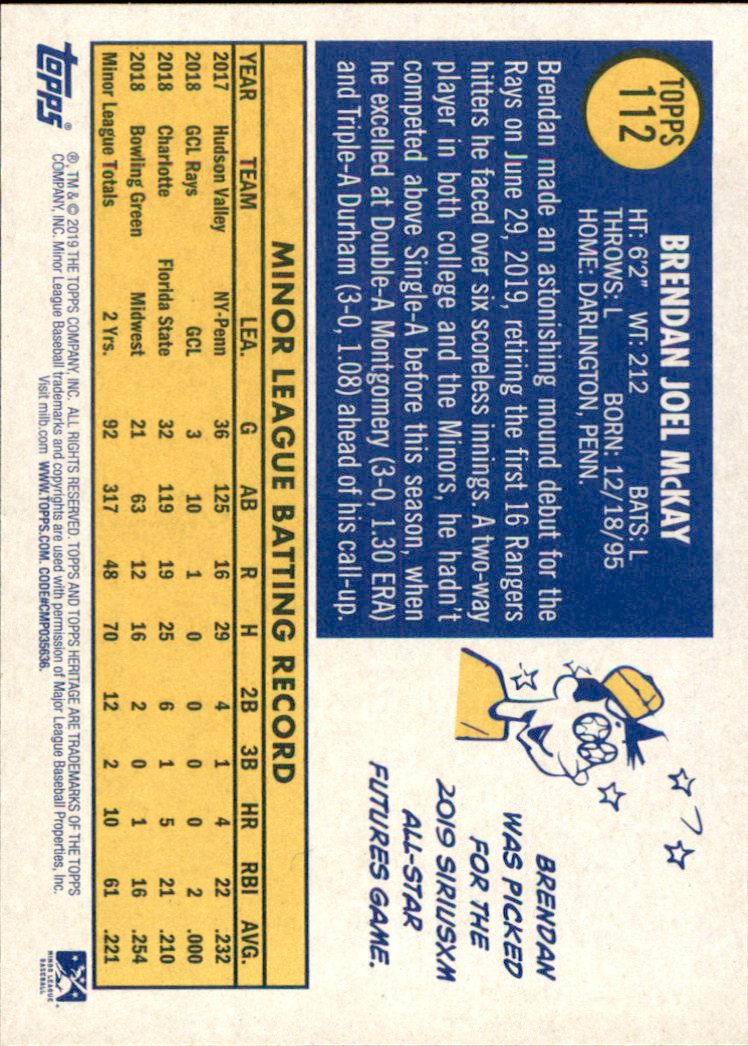 TOPPS
112
BRENDAN JOEL McKAY
HT: 6'2" WT: 212 BATS: L
THROWS: L BORN: 12/18/95
HOME: DARLINGTON, PENN.
Brendan made an astonishing mound debut for the
Rays on June 29, 2019, retiring the first 16 Rangers
hitters he faced over six scoreless innings. A two-way
player in both college and the Minors, he hadn't
competed above Single-A before this season, when
he excelled at Double-A Montgomery (3-0, 1.30 ERA)
and Triple-A Durham (3-0, 1.08) ahead of his call-up.
BRENDAN
WAS PICKED
FOR THE
2019 SIRIUSXM
ALL-STAR
FUTURES GAME.
MINOR LEAGUE BATTING RECORD
YEAR TEAM LEA. G AB R H 2B 3B HR RBI AVG.
2017 Hudson Valley NY-Penn 36 125 16 29 4 1 4 22 .232
2018 GCL Rays GCL 3 10 1 0 0 0 0 2 .000
2018 Charlotte Florida State 32 119 19 25 6 1 5 21 .210
2018 Bowling Green Midwest 21 63 12 16 2 0 1 16 .254
Minor League Totals 2 Yrs. 92 317 48 70 12 2 10 61 .221
topps®
®, TM & © 2019 THE TOPPS COMPANY, INC. ALL RIGHTS RESERVED. TOPPS AND TOPPS HERITAGE ARE TRADEMARKS OF THE TOPPS
COMPANY, INC. Minor League Baseball trademarks and copyrights are used with permission of Major League Baseball Properties, Inc.
Visit milb.com WWW.TOPPS.COM. CODE#CMP035636.
MINOR LEAGUE
BASEBALL